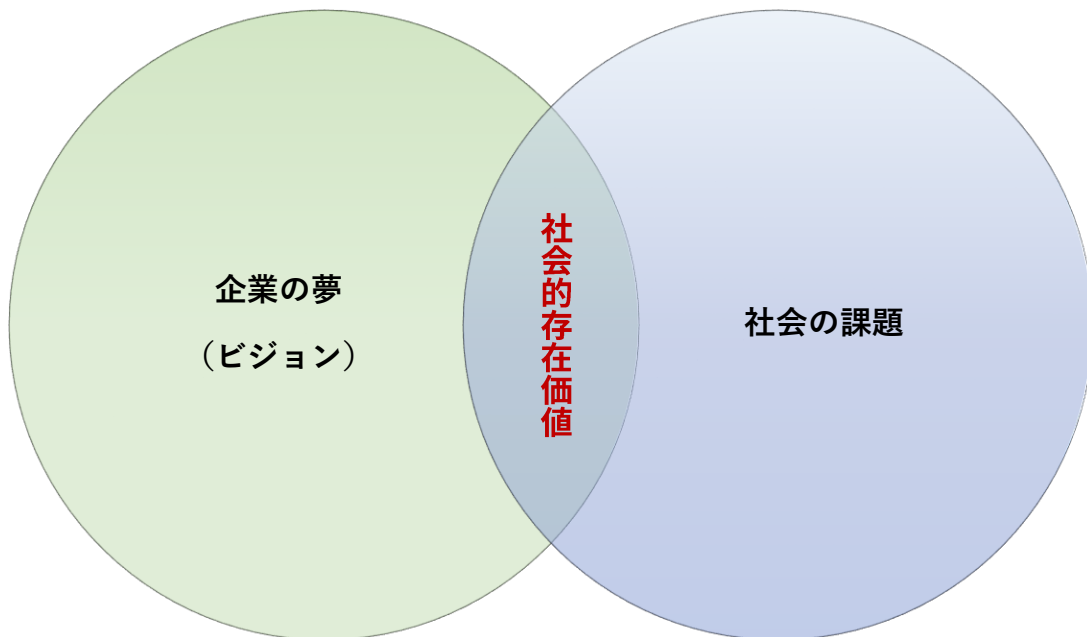 企業の夢
（ビジョン）
社会的存在価値
社会の課題